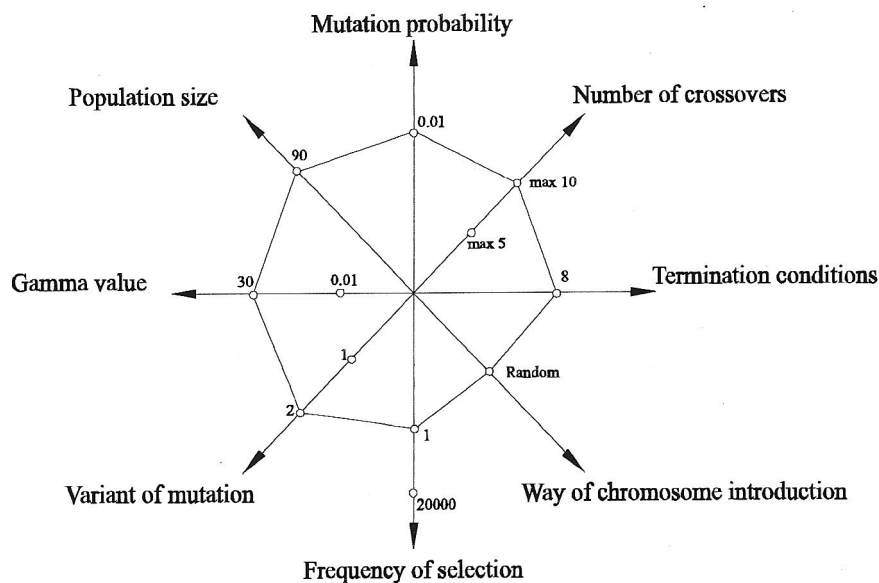 Mutation probability
Population size
Number of crossovers
0.01
90
max 10
max 5
Gamma value
30
0.01
8
Termination conditions
1
Random
2
1
Variant of mutation
20000
Way of chromosome introduction
Frequency of selection